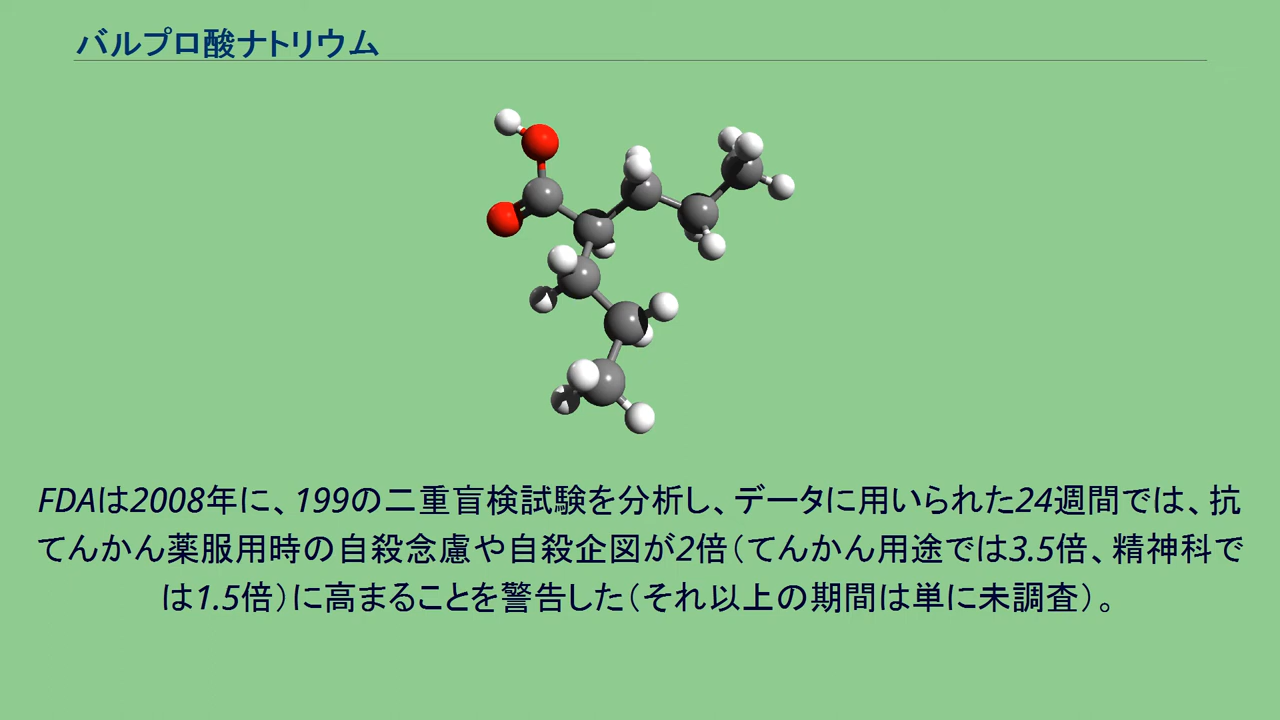 バルプロ酸ナトリウム
FDAは2008年に、199の二重盲検試験を分析し、データに用いられた24週間では、抗
てんかん薬服用時の自殺念慮や自殺企図が2倍（てんかん用途では3.5倍、精神科で
は1.5倍）に高まることを警告した（それ以上の期間は単に未調査）。